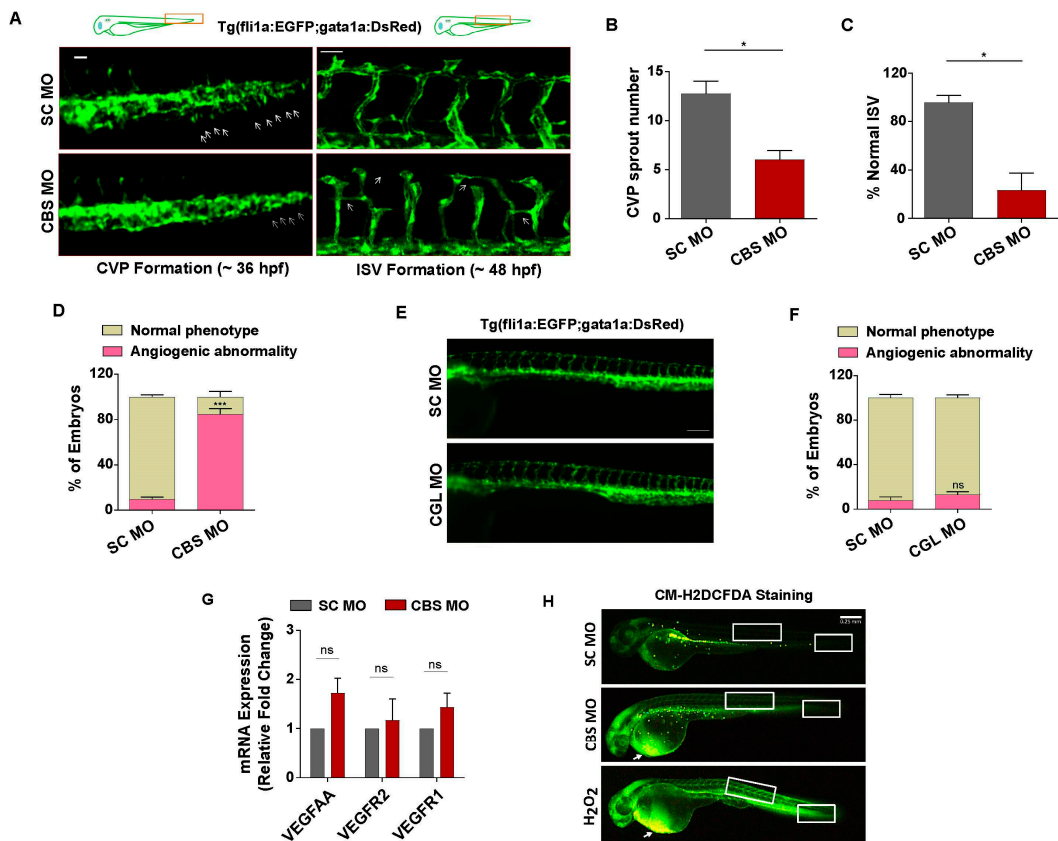 A
Tg(fli1a:EGFP;gata1a:DsRed)
SC MO
CBS MO
CVP Formation (~ 36 hpf)
ISV Formation (~ 48 hpf)
B
*
CVP sprout number
15
10
5
0
SC MO
CBS MO
C
*
% Normal ISV
120
80
40
0
SC MO
CBS MO
D
Normal phenotype
Angiogenic abnormality
% of Embryos
120
80
40
0
***
SC MO
CBS MO
E
Tg(fli1a:EGFP;gata1a:DsRed)
SC MO
CGL MO
F
Normal phenotype
Angiogenic abnormality
% of Embryos
120
80
40
0
ns
SC MO
CGL MO
G
SC MO
CBS MO
mRNA Expression
(Relative Fold Change)
3
2
1
0
ns
ns
ns
VEGFAA
VEGFR2
VEGFR1
H
CM-H2DCFDA Staining
0.25 mm
SC MO
CBS MO
H2O2